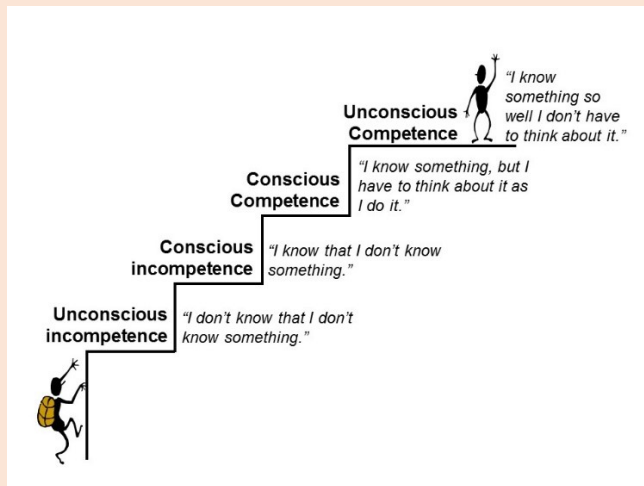 Unconscious
Competence
“I know
something so
well I don’t have
to think about it.”
Conscious
Competence
“I know something, but I
have to think about it as
I do it.”
Conscious
incompetence
“I know that I don’t know
something.”
Unconscious
incompetence
“I don’t know that I don’t
know something.”